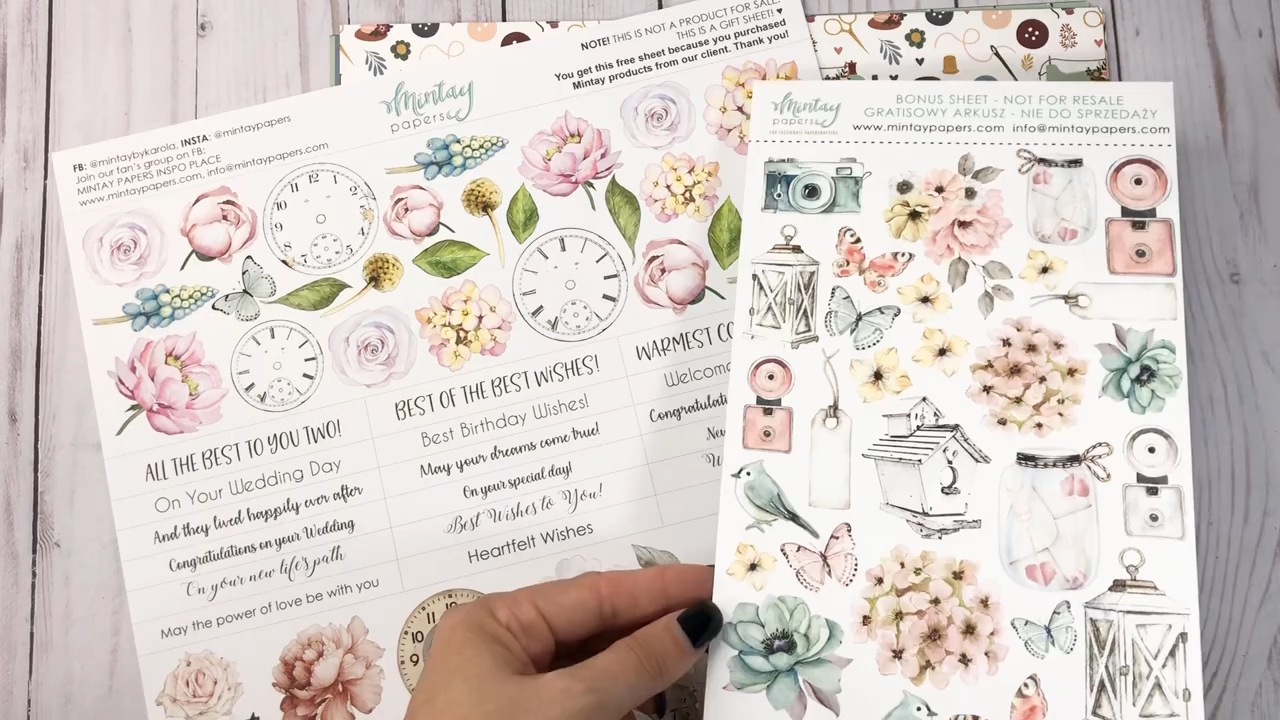 NOTE! THIS IS NOT A PRODUCT FOR SALE.
THIS IS A GIFT SHEET! ♥
You get this free sheet because you purchased
Mintay products from our client. Thank you!
Mintay
papers
FB: @mintaybykarola, INSTA: @mintaypapers
Join our fan's group on FB:
MINTAY PAPERS INSPO PLACE
www.mintaypapers.com, info@mintaypapers.com
ALL THE BEST TO YOU TWO!
On Your Wedding Day
And they lived happily ever after
Congratulations on your Wedding
On your new life's path
May the power of love be with you
BEST OF THE BEST WISHES!
Best Birthday Wishes!
May your dreams come true!
On your special day!
Best Wishes to You!
Heartfelt Wishes
WARMEST
Mintay
papers
FOR PASSIONATE PAPERCRAFTERS
BONUS SHEET - NOT FOR RESALE
GRATISOWY ARKUSZ - NIE DO SPRZEDAŻY
www.mintaypapers.com info@mintaypapers.com